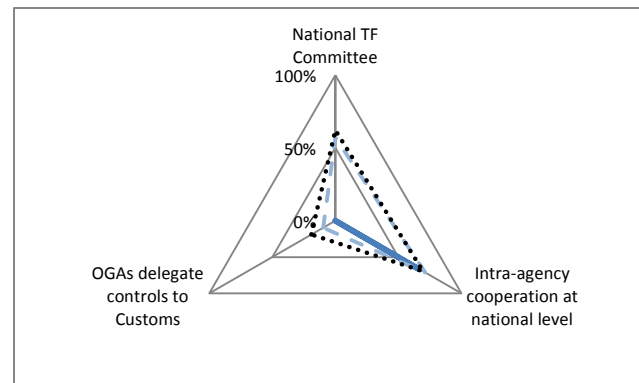 National TF
Committee
100%
50%
0%
OGAs delegate
controls to
Customs
Intra-agency
cooperation at
national level